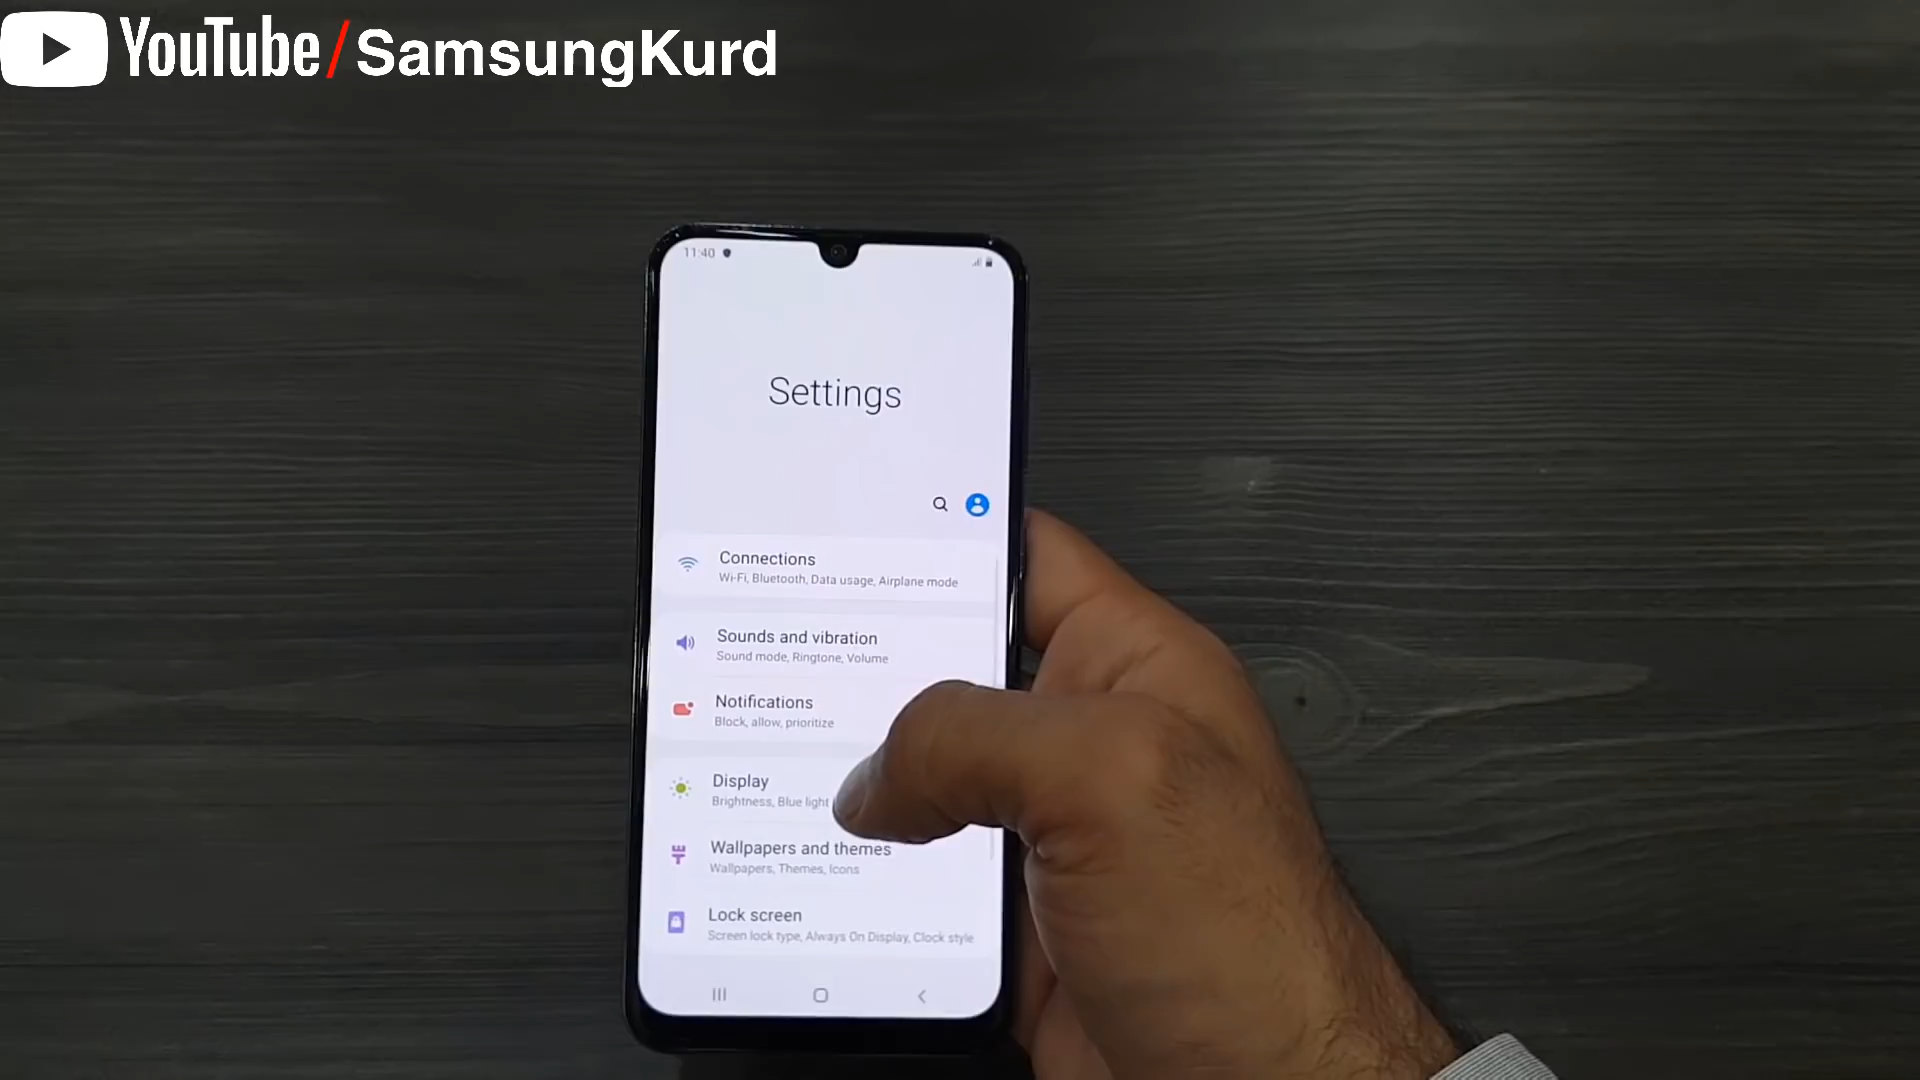 YouTube/SamsungKurd
11:40
Settings
Connections
Wi-Fi, Bluetooth, Data usage, Airplane mode
Sounds and vibration
Sound mode, Ringtone, Volume
Notifications
Block, allow, prioritize
Display
Brightness, Blue light
Wallpapers and themes
Wallpapers, Themes, Icons
Lock screen
Screen lock type, Always On Display, Clock style